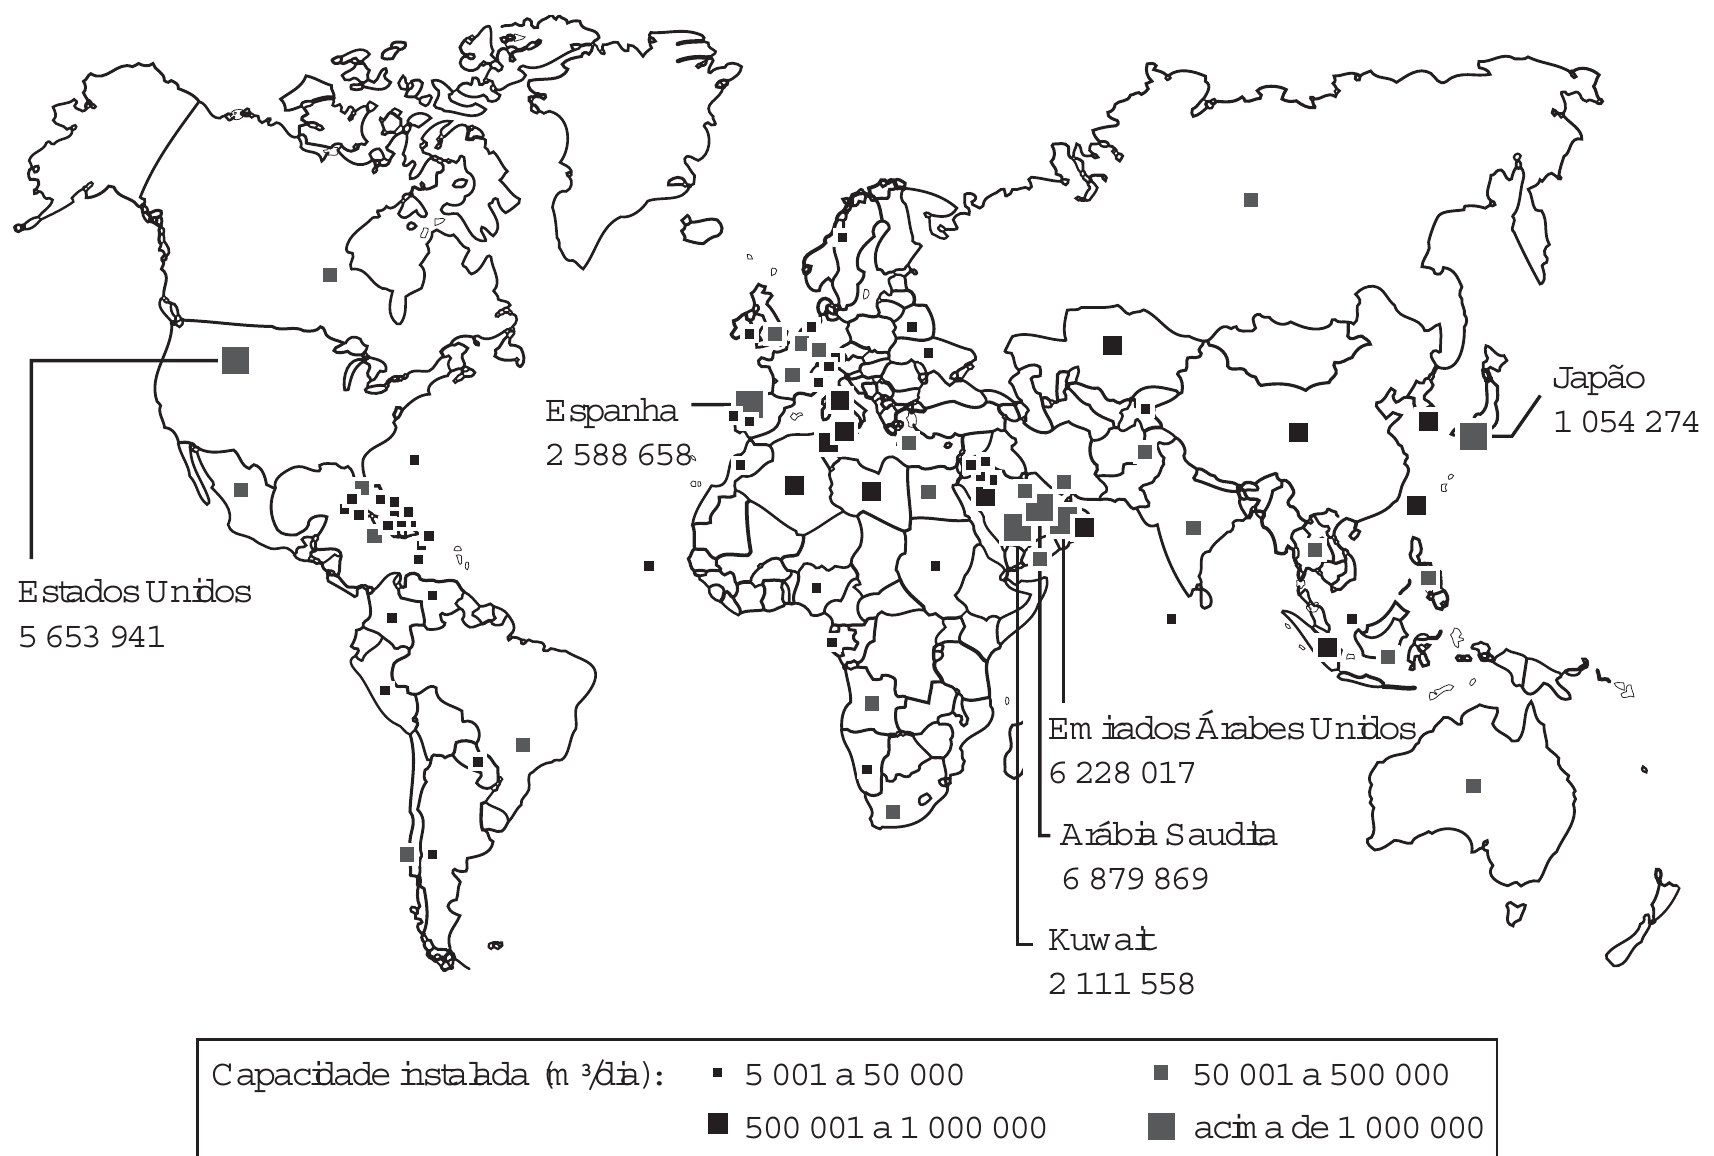 Japão
1 054 274
Espanha
2 588 658
Estados Unidos
5 653 941
Emirados Árabes Unidos
6 228 017
Arábia Saudita
6 879 869
Kuwait
2 111 558
Capacidade instalada (m³/dia):
5 001 a 50 000
50 001 a 500 000
500 001 a 1 000 000
acima de 1 000 000